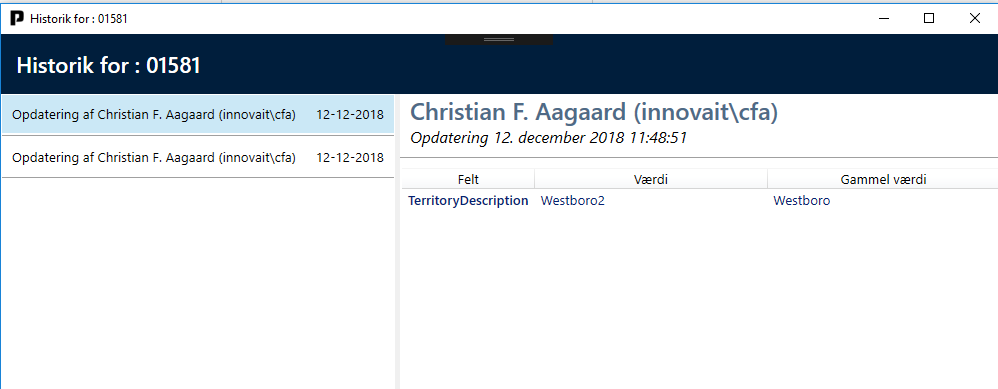 Historik for : 01581
Historik for : 01581
Opdatering af Christian F. Aagaard (innovait\cfa) 12-12-2018
Opdatering af Christian F. Aagaard (innovait\cfa) 12-12-2018
Christian F. Aagaard (innovait\cfa)
Opdatering 12. december 2018 11:48:51
Felt Værdi Gammel værdi
TerritoryDescription Westboro2 Westboro